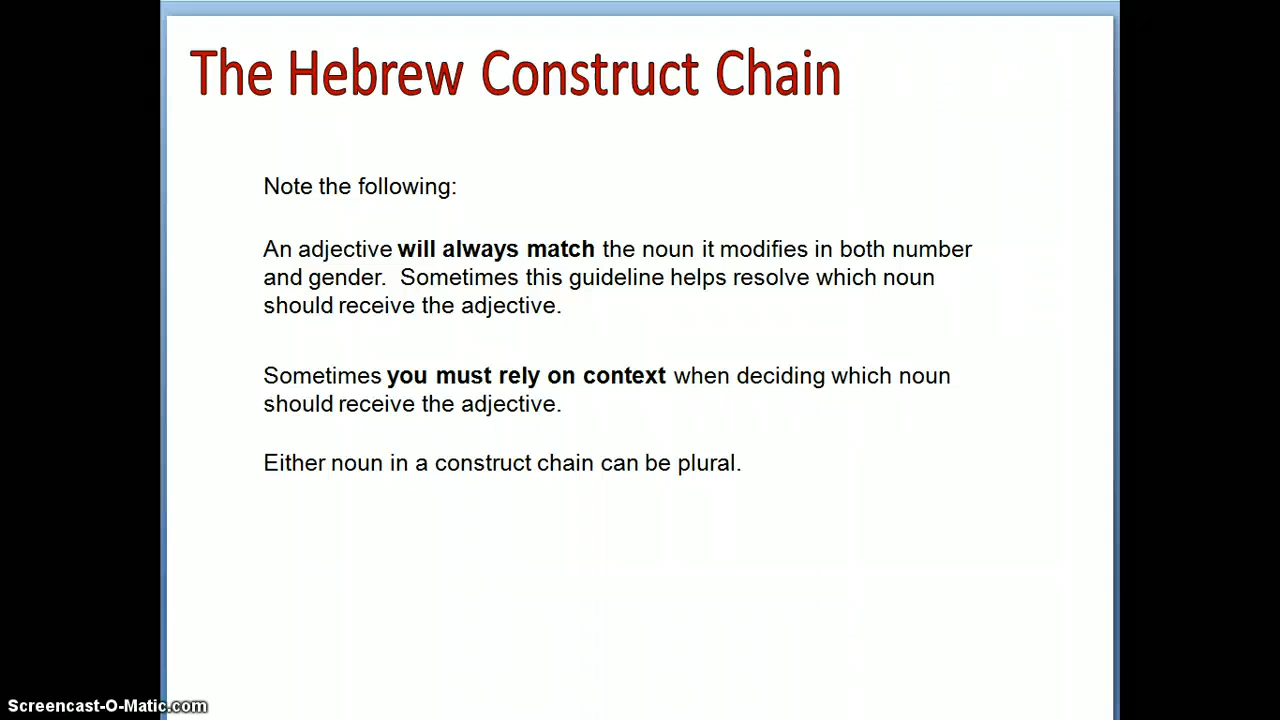 The Hebrew Construct Chain
Note the following:
An adjective will always match the noun it modifies in both number
and gender.  Sometimes this guideline helps resolve which noun
should receive the adjective.
Sometimes you must rely on context when deciding which noun
should receive the adjective.
Either noun in a construct chain can be plural.
Screencast-O-Matic.com